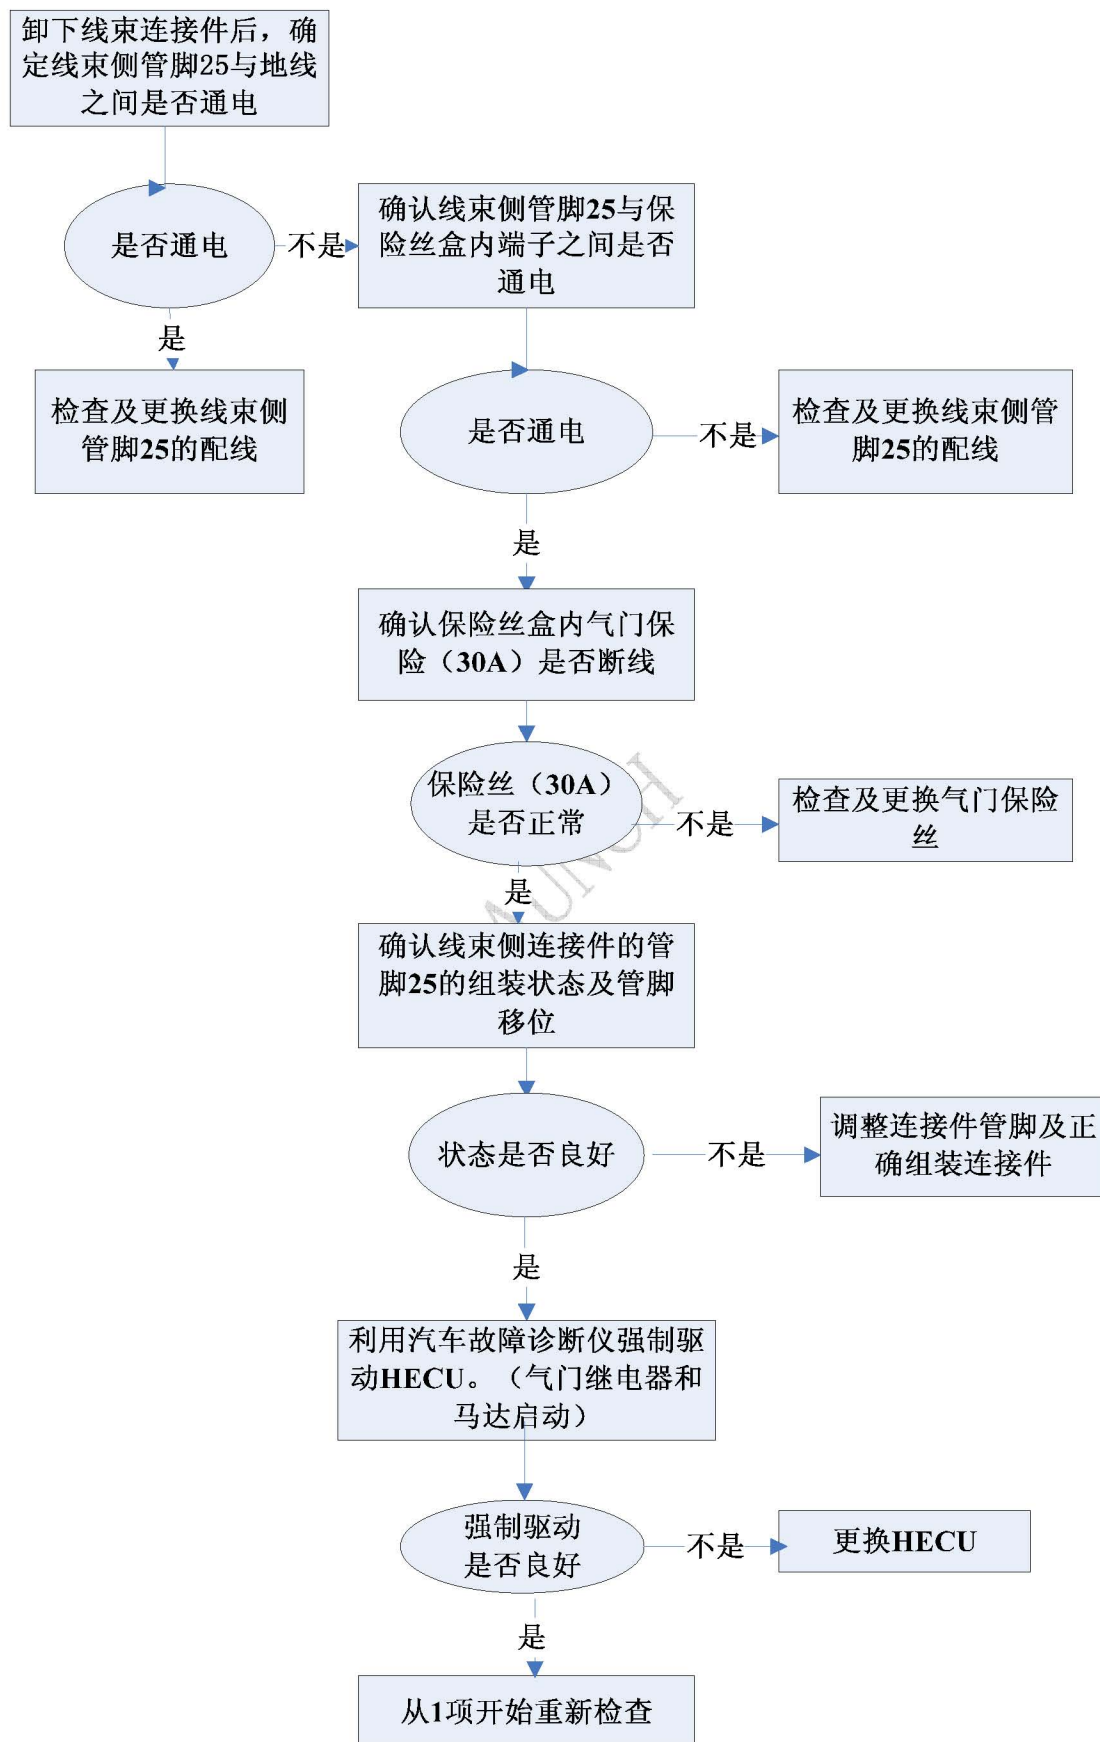 卸下线束连接件后，确
定线束侧管脚25与地线
之间是否通电
是否通电
不是
确认线束侧管脚25与保
险丝盒内端子之间是否
通电
是
检查及更换线束侧
管脚25的配线
是否通电
不是
检查及更换线束侧管
脚25的配线
是
确认保险丝盒内气门保
险（30A）是否断线
保险丝（30A）
是否正常
不是
检查及更换气门保险
丝
是
AUNCH
确认线束侧连接件的管
脚25的组装状态及管脚
移位
状态是否良好
不是
调整连接件管脚及正
确组装连接件
是
利用汽车故障诊断仪强制驱
动HECU。（气门继电器和
马达启动）
强制驱动
是否良好
不是
更换HECU
是
从1项开始重新检查